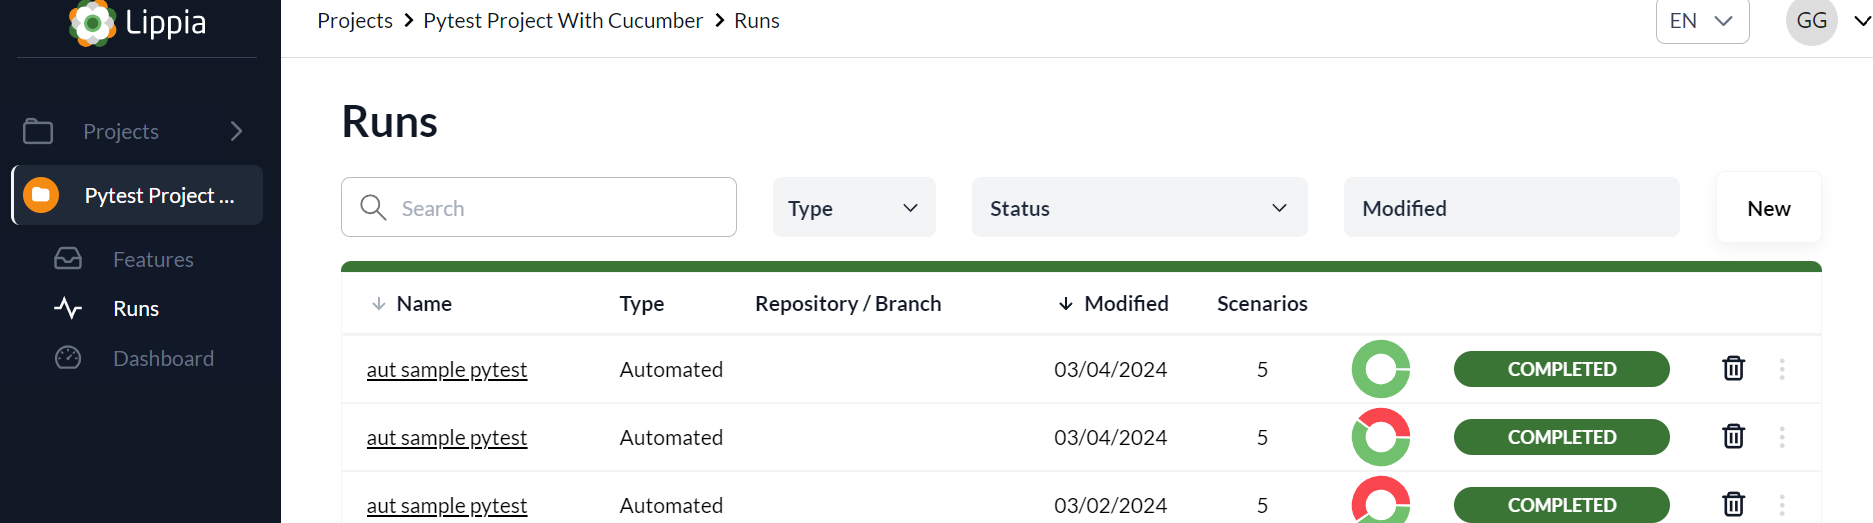 Lippia
Projects > Pytest Project With Cucumber > Runs
EN
GG
Projects
Pytest Project ...
Features
Runs
Dashboard
Runs
Search
Type
Status
Modified
New
Name Type Repository / Branch Modified Scenarios
aut sample pytest Automated 03/04/2024 5 COMPLETED
aut sample pytest Automated 03/04/2024 5 COMPLETED
aut sample pytest Automated 03/02/2024 5 COMPLETED